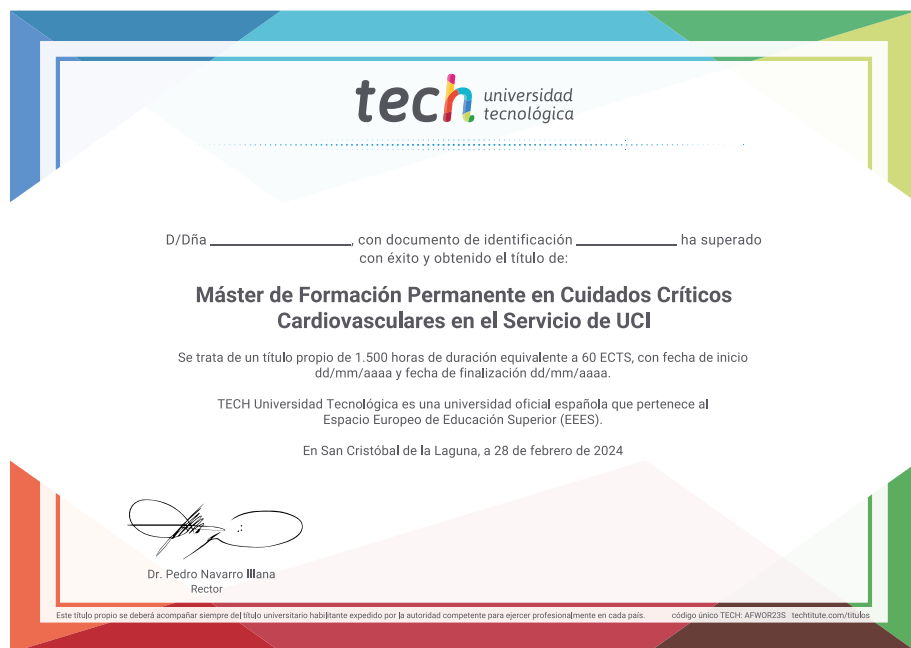 tech universidad
tecnológica
D/Dña ____________, con documento de identificación ____________ ha superado
con éxito y obtenido el título de:
Máster de Formación Permanente en Cuidados Críticos
Cardiovasculares en el Servicio de UCI
Se trata de un título propio de 1.500 horas de duración equivalente a 60 ECTS, con fecha de inicio
dd/mm/aaaa y fecha de finalización dd/mm/aaaa.
TECH Universidad Tecnológica es una universidad oficial española que pertenece al
Espacio Europeo de Educación Superior (EEES).
En San Cristóbal de la Laguna, a 28 de febrero de 2024
Dr. Pedro Navarro Illana
Rector
Este título propio se deberá acompañar siempre del título universitario habilitante expedido por la autoridad competente para ejercer profesionalmente en cada país. código único TECH: AFWOR23S techtitute.com/titulos